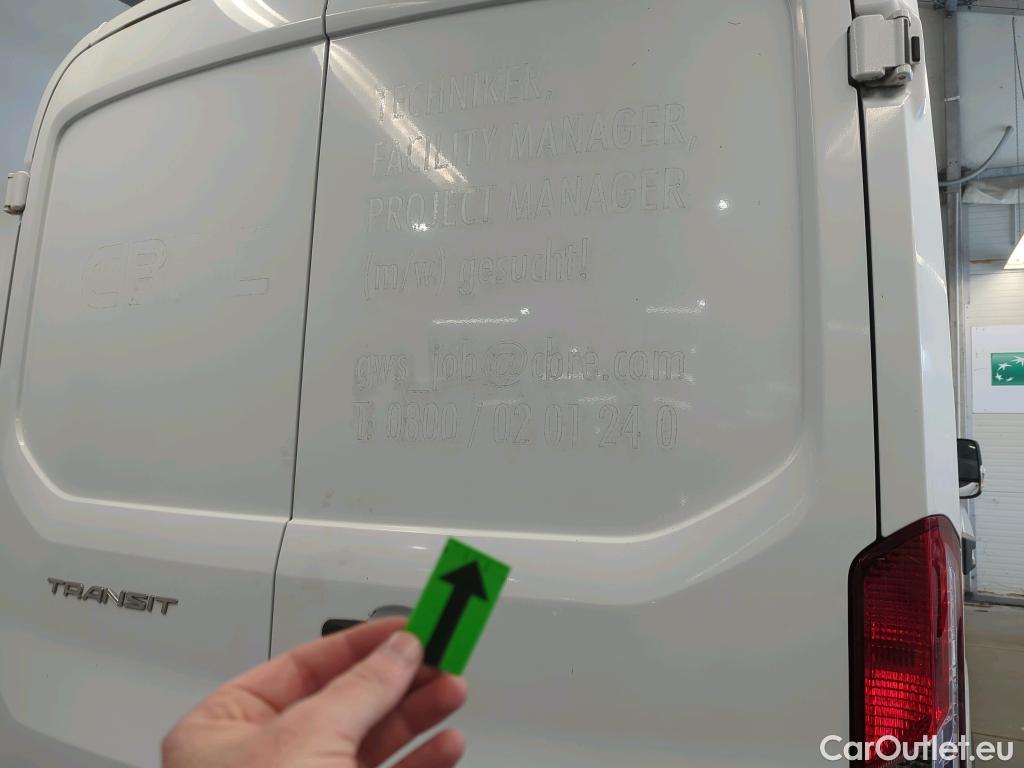 TECHNIKER,
FACILITY MANAGER,
PROJECT MANAGER
(m/w) gesucht!
gws_job@cbre.com
T: 0800 / 02 01 24 0
TRANSIT
CarOutlet.eu